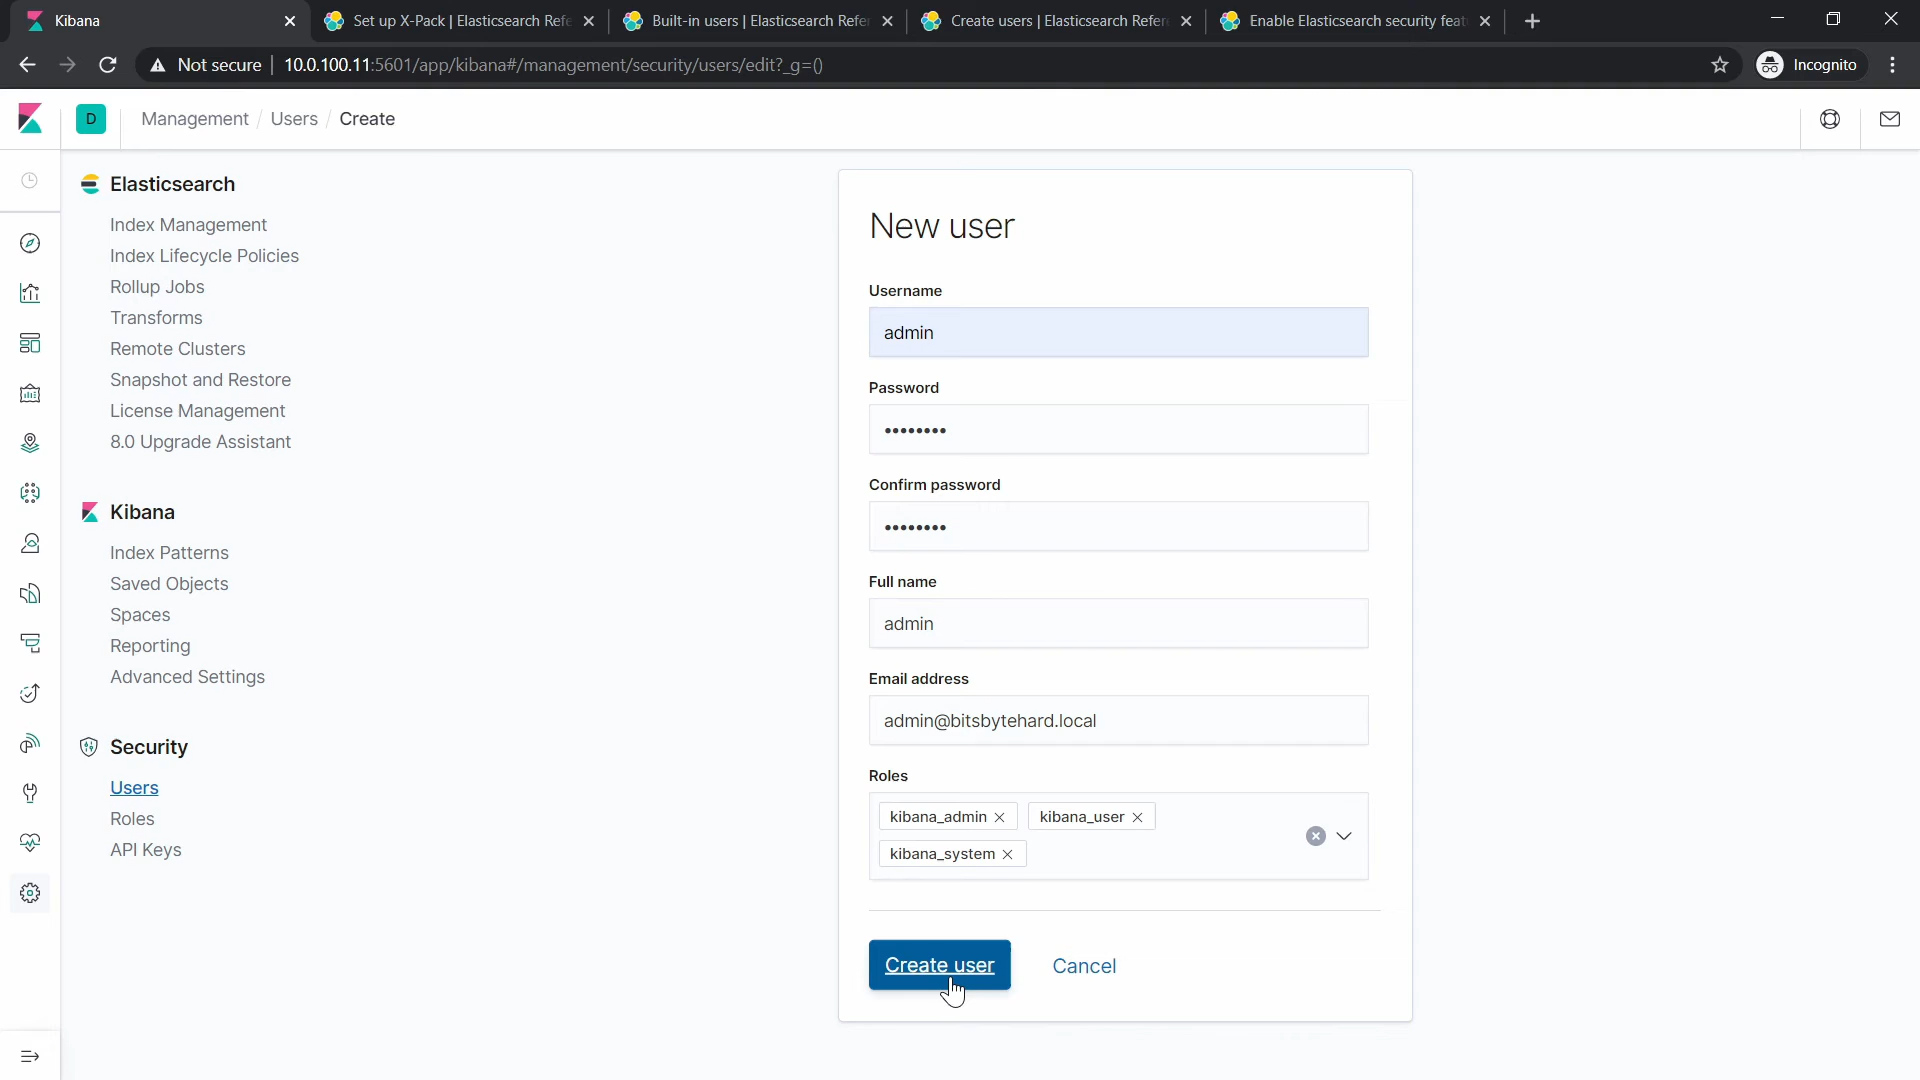 Kibana
Set up X-Pack | Elasticsearch Refe
Built-in users | Elasticsearch Refer
Create users | Elasticsearch Refere
Enable Elasticsearch security feat
Not secure
10.0.100.11:5601/app/kibana#/management/security/users/edit?_g=()
Incognito
D
Management / Users / Create
Elasticsearch
Index Management
Index Lifecycle Policies
Rollup Jobs
Transforms
Remote Clusters
Snapshot and Restore
License Management
8.0 Upgrade Assistant
Kibana
Index Patterns
Saved Objects
Spaces
Reporting
Advanced Settings
Security
Users
Roles
API Keys
New user
Username
admin
Password
••••••••
Confirm password
••••••••
Full name
admin
Email address
admin@bitsbytehard.local
Roles
kibana_admin
kibana_user
kibana_system
Create user
Cancel